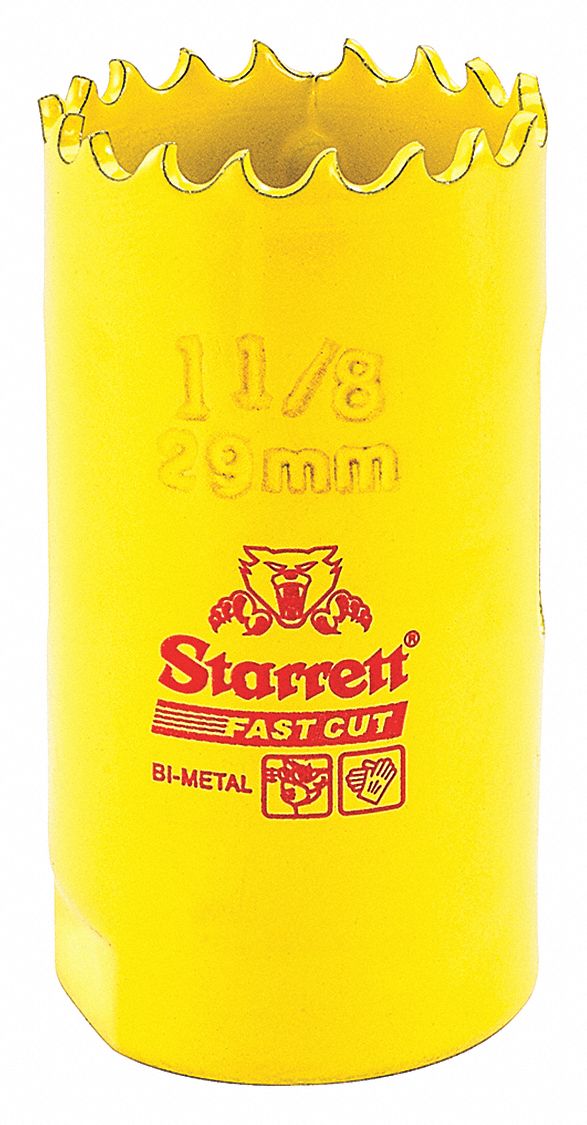 1 1/8
29mm
Starrett®
FAST CUT
BI-METAL